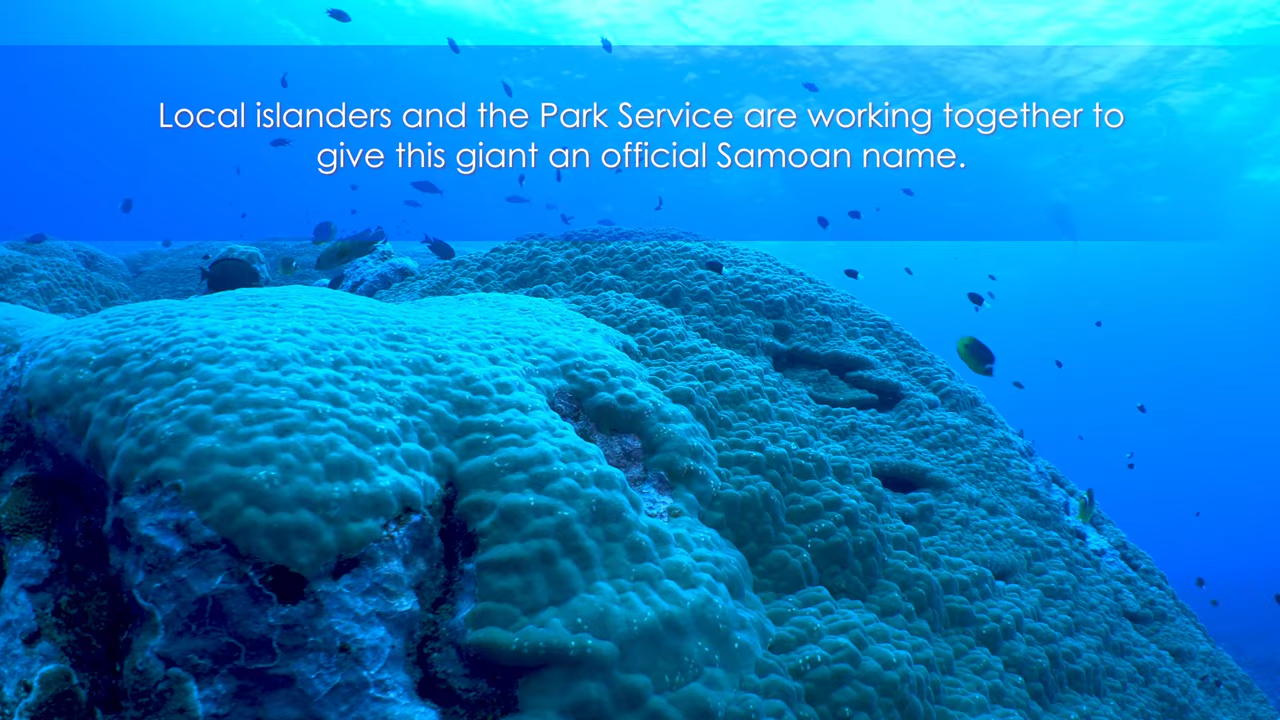 Local islanders and the Park Service are working together to
give this giant an official Samoan name.